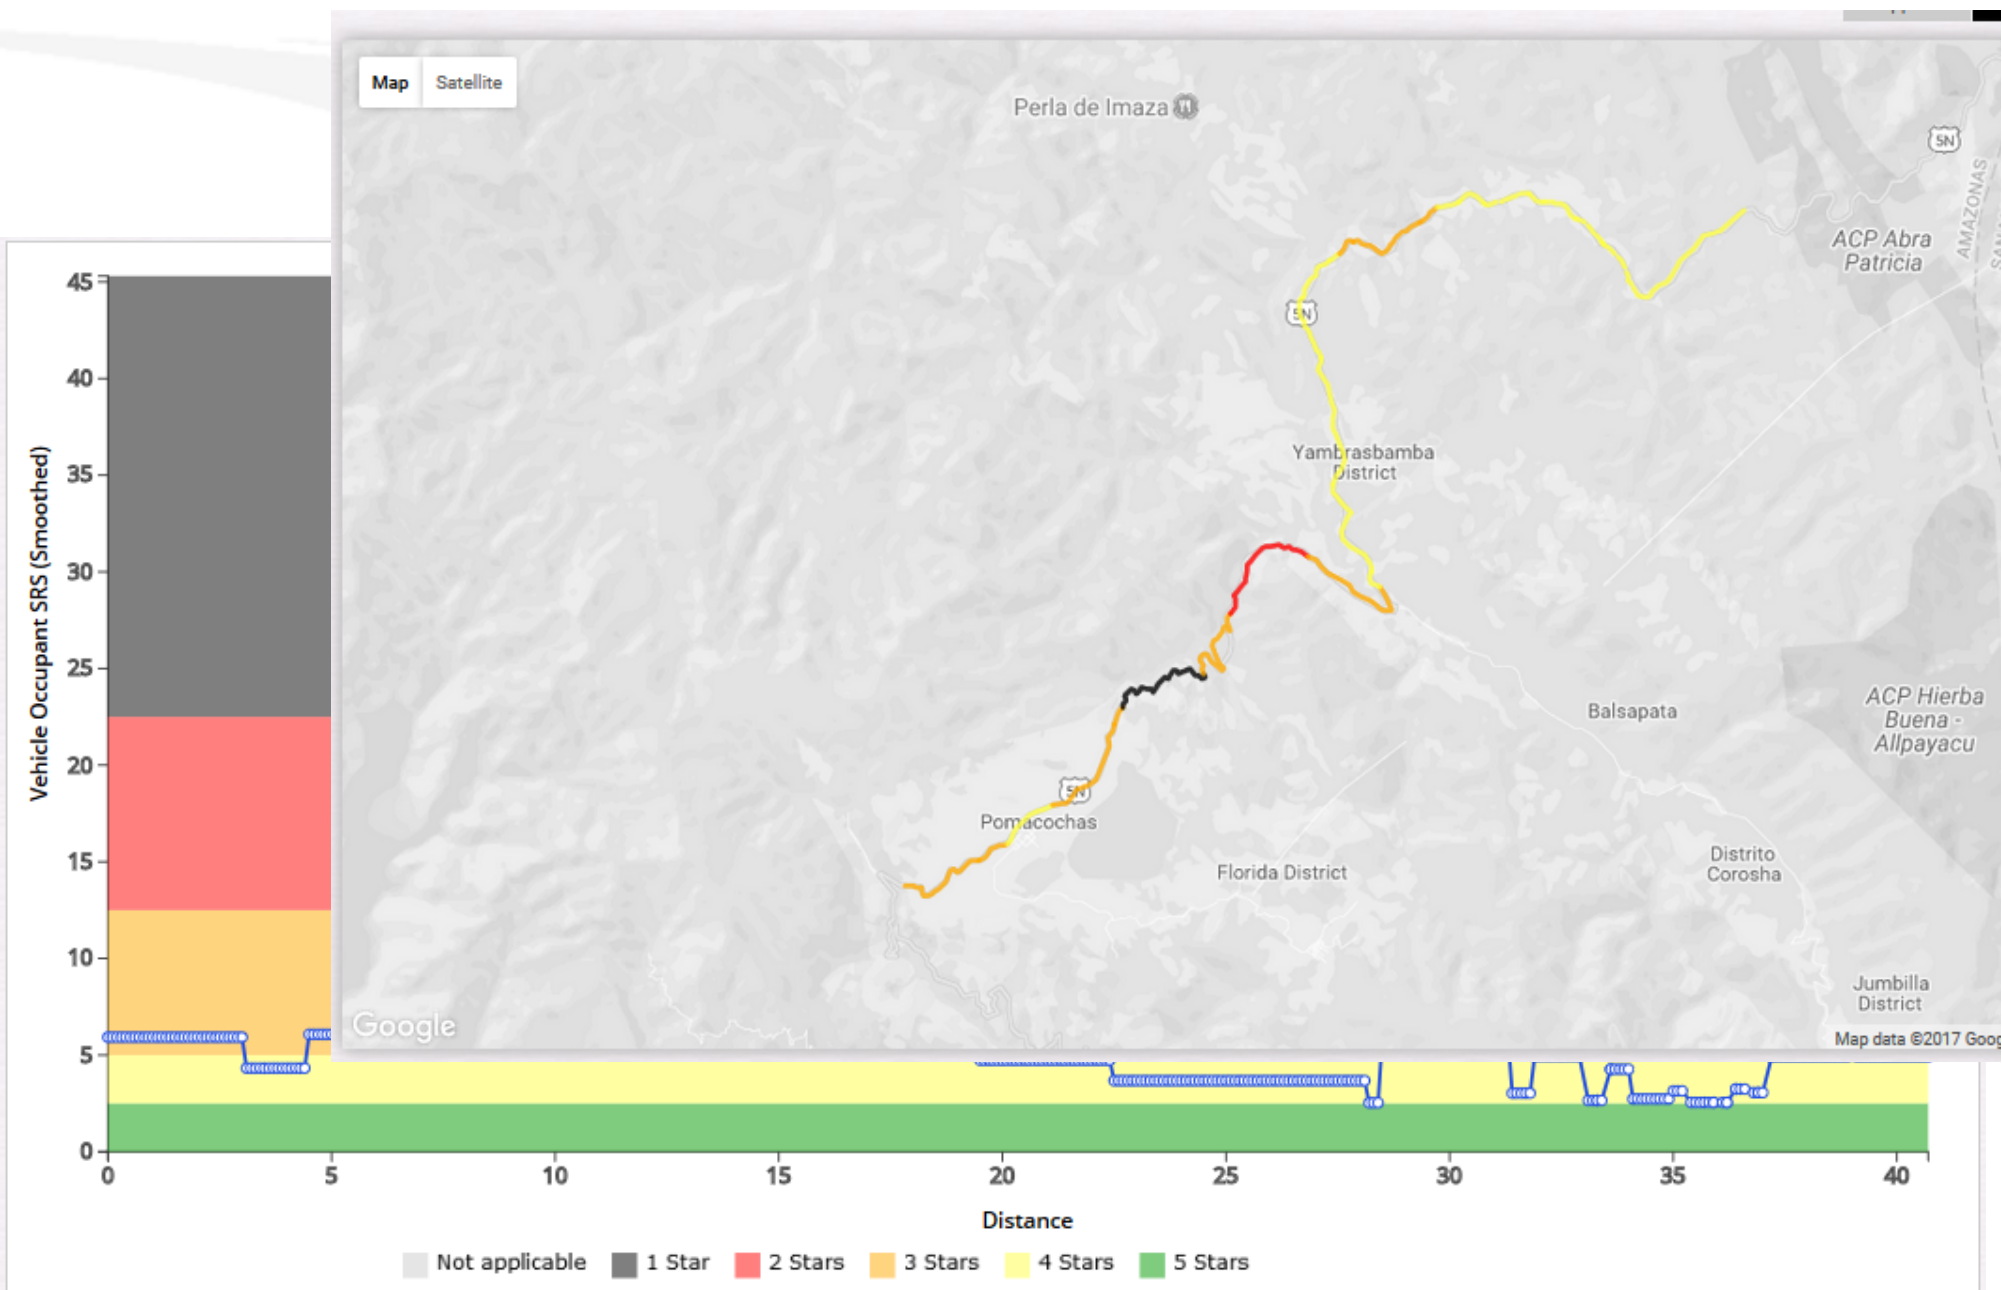 Map
Satellite
Perla de Imaza
5N
AMAZONAS
ACP Abra
Patricia
5N
Yambrasbamba
District
Balsapata
ACP Hierba
Buena -
Allpayacu
5N
Pomacochas
Florida District
Distrito
Corosha
Jumbilla
District
Google
Map data ©2017 Goog
Vehicle Occupant SRS (Smoothed)
45
40
35
30
25
20
15
10
5
0
0 5 10 15 20 25 30 35 40
Distance
Not applicable 1 Star 2 Stars 3 Stars 4 Stars 5 Stars